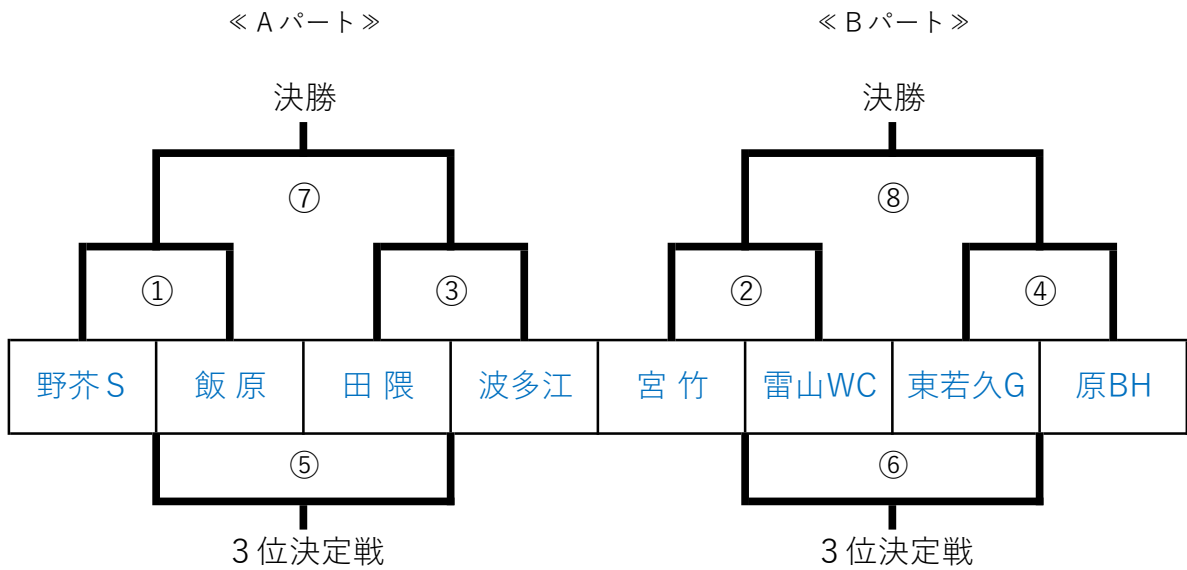 ≪Aパート≫ ≪Bパート≫
決勝 決勝
⑦ ⑧
① ③ ② ④
野芥S 飯原 田隈 波多江 宮竹 雷山WC 東若久G 原BH
⑤ ⑥
3位決定戦 3位決定戦